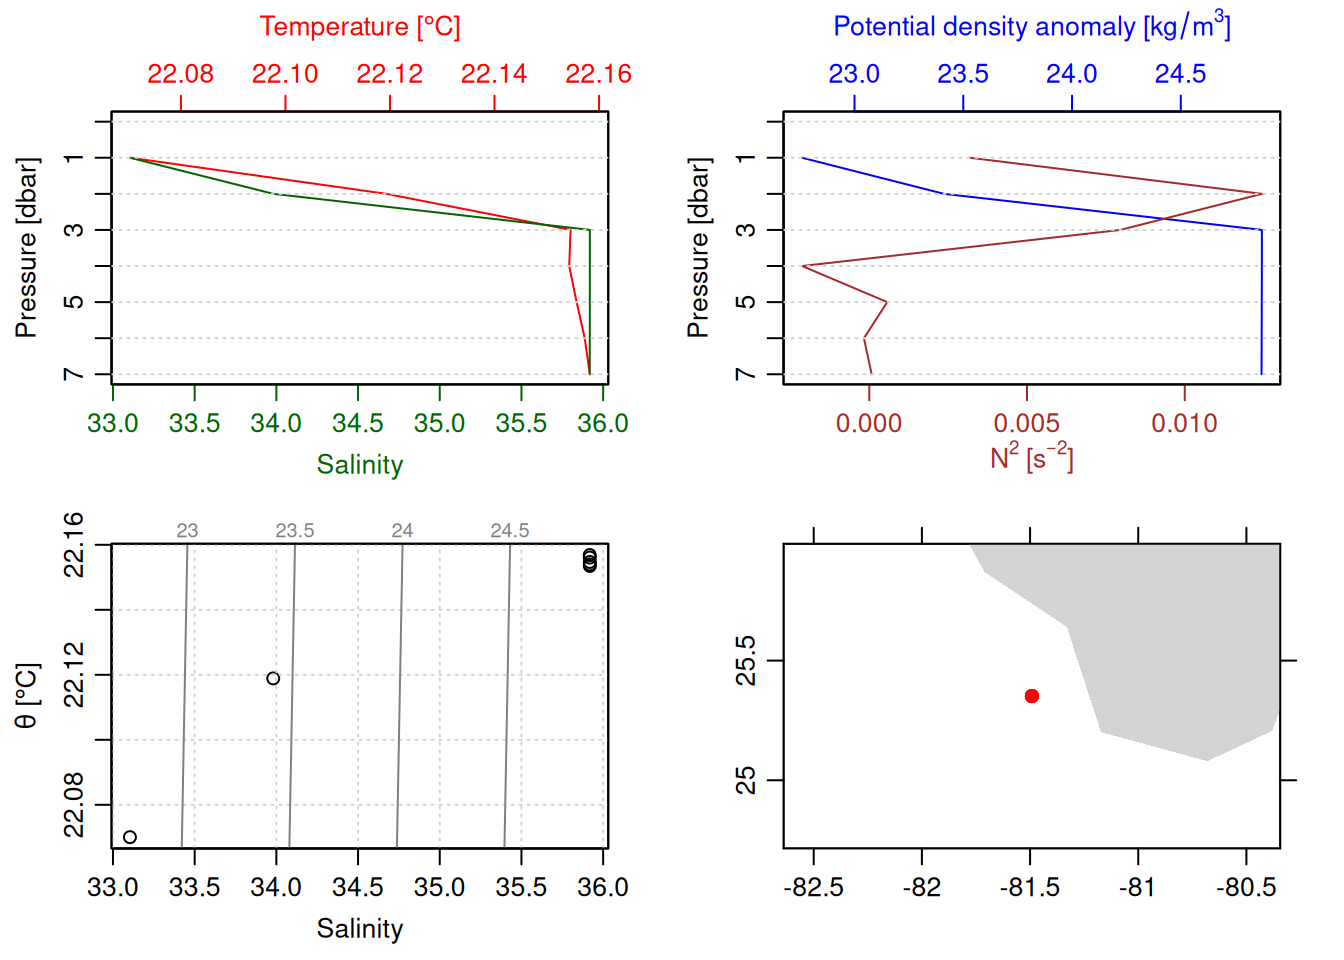 Temperature [°C]
22.08 22.10 22.12 22.14 22.16
Pressure [dbar]
1
3
5
7
33.0 33.5 34.0 34.5 35.0 35.5 36.0
Salinity
Potential density anomaly [kg/m³]
23.0 23.5 24.0 24.5
Pressure [dbar]
1
3
5
7
0.000 0.005 0.010
N² [s⁻²]
23 23.5 24 24.5
θ [°C]
22.16
22.12
22.08
33.0 33.5 34.0 34.5 35.0 35.5 36.0
Salinity
25.5
25
-82.5 -82 -81.5 -81 -80.5